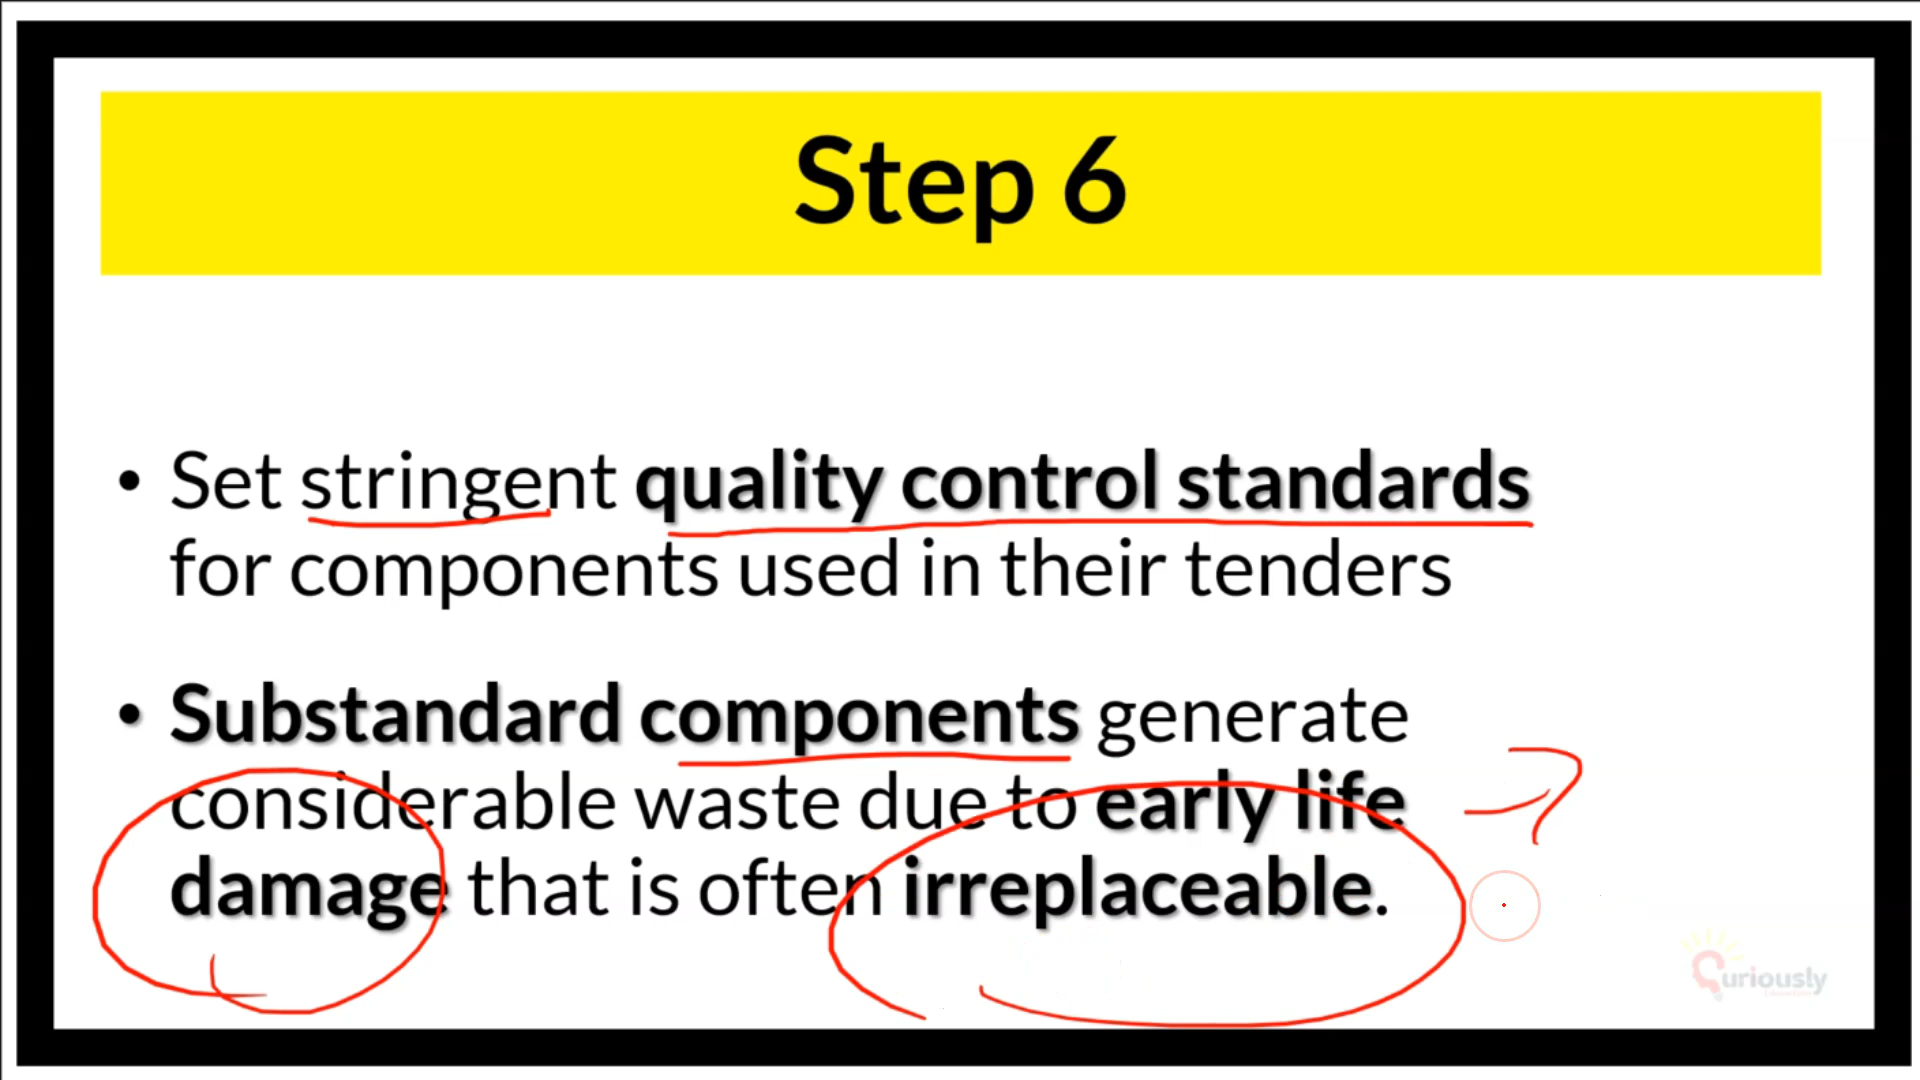 Step 6
• Set stringent quality control standards
for components used in their tenders
• Substandard components generate
considerable waste due to early life
damage that is often irreplaceable.
?
Curiously